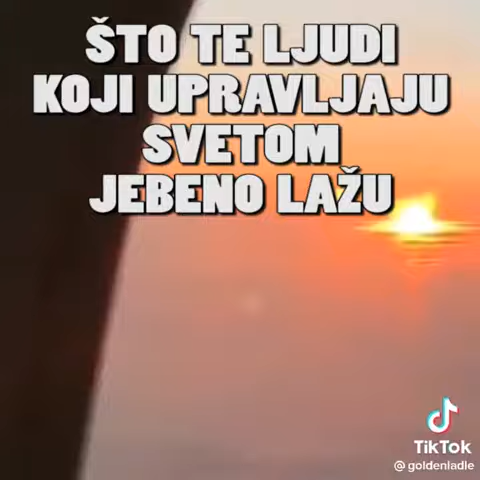 ŠTO TE LJUDI
KOJI UPRAVLJAJU
SVETOM
JEBENO LAŽU
TikTok
@goldenladle